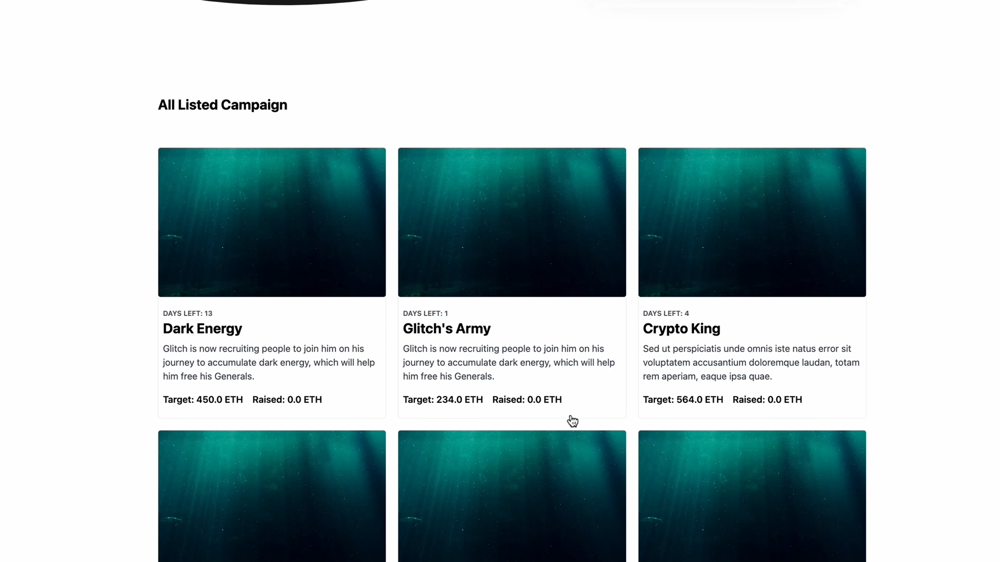 All Listed Campaign
DAYS LEFT: 13
Dark Energy
Glitch is now recruiting people to join him on his
journey to accumulate dark energy, which will help
him free his Generals.
Target: 450.0 ETH Raised: 0.0 ETH
DAYS LEFT: 1
Glitch's Army
Glitch is now recruiting people to join him on his
journey to accumulate dark energy, which will help
him free his Generals.
Target: 234.0 ETH Raised: 0.0 ETH
DAYS LEFT: 4
Crypto King
Sed ut perspiciatis unde omnis iste natus error sit
voluptatem accusantium doloremque laudan, totam
rem aperiam, eaque ipsa quae.
Target: 564.0 ETH Raised: 0.0 ETH